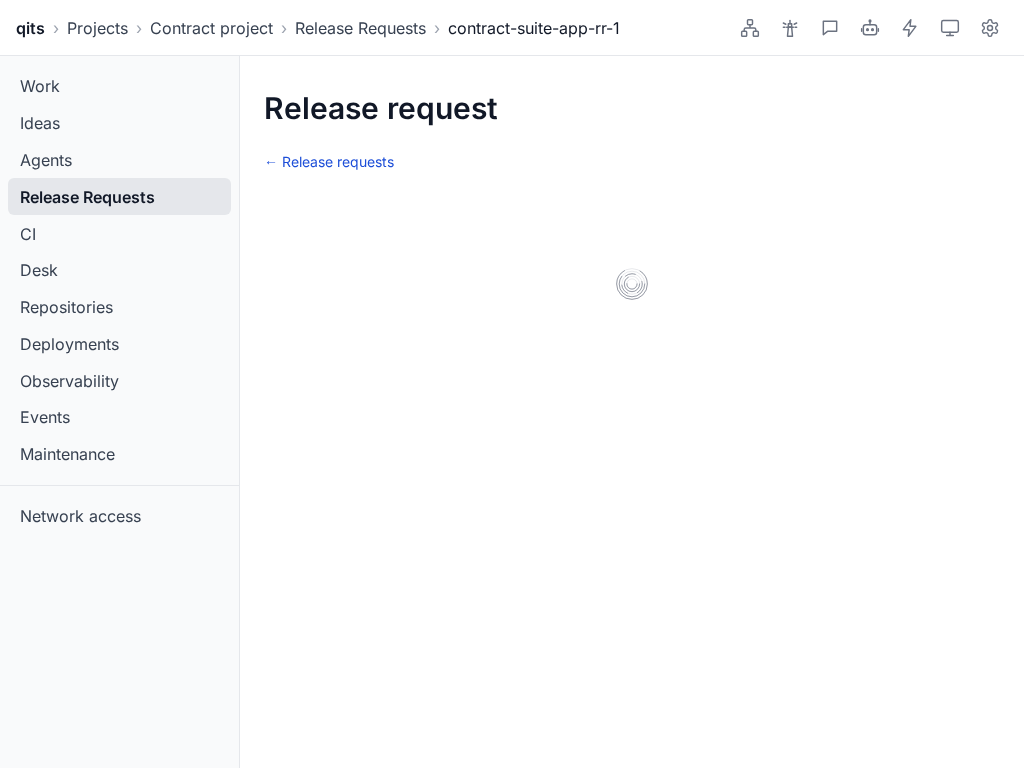 qits › Projects › Contract project › Release Requests › contract-suite-app-rr-1
Work
Ideas
Agents
Release Requests
CI
Desk
Repositories
Deployments
Observability
Events
Maintenance
Network access
Release request
← Release requests